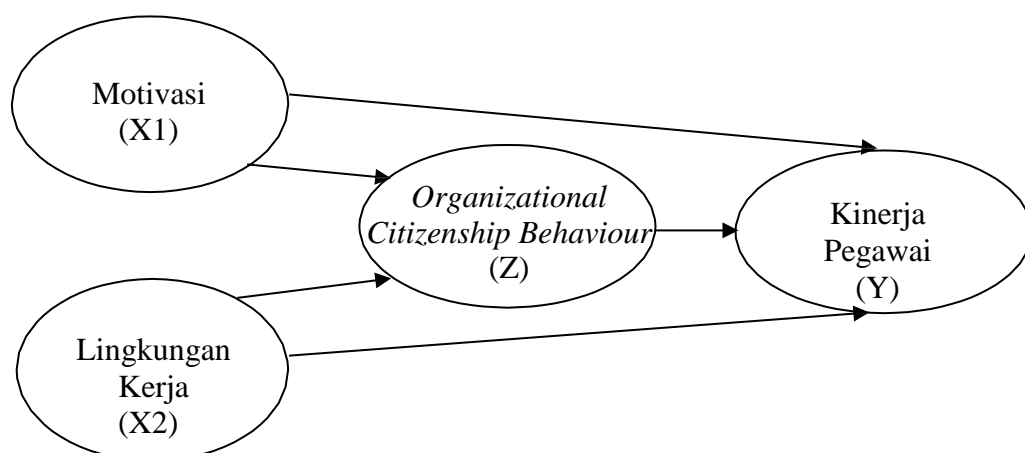 Motivasi
(X1)
Organizational
Citizenship Behaviour
(Z)
Kinerja
Pegawai
(Y)
Lingkungan
Kerja
(X2)